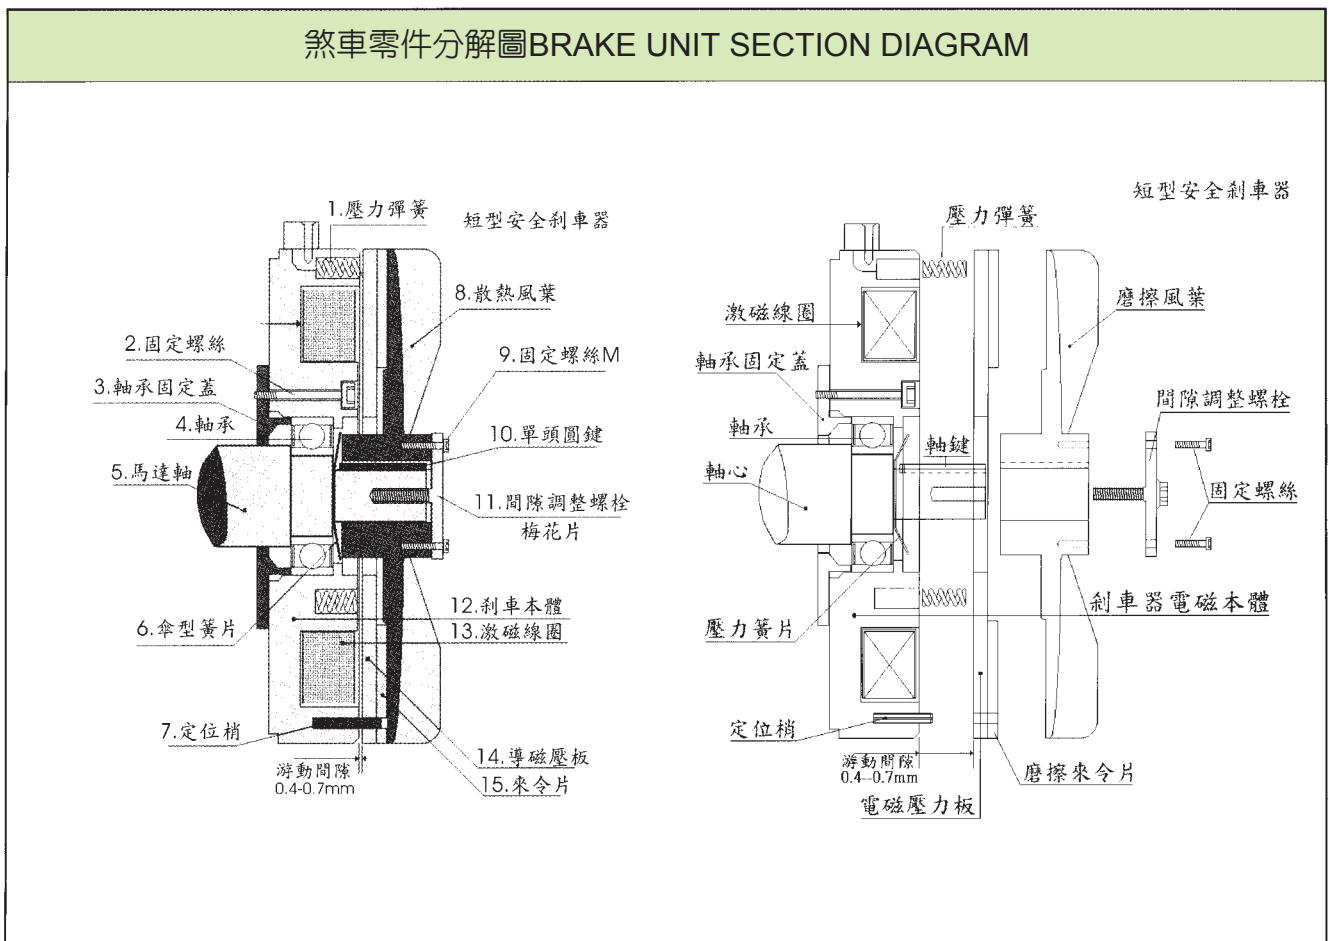 煞車零件分解圖BRAKE UNIT SECTION DIAGRAM
1.壓力彈簧
短型安全剎車器
8.散熱風葉
2.固定螺絲
9.固定螺絲M
3.軸承固定蓋
4.軸承
10.單頭圓鍵
5.馬達軸
11.間隙調整螺栓
梅花片
12.剎車本體
6.傘型簧片
13.激磁線圈
7.定位梢
14.導磁壓板
游動間隙
0.4-0.7mm
15.來令片
短型安全剎車器
壓力彈簧
磨擦風葉
激磁線圈
軸承固定蓋
間隙調整螺栓
軸承
軸鍵
軸心
固定螺絲
剎車器電磁本體
壓力簧片
定位梢
游動間隙
0.4--0.7mm
磨擦來令片
電磁壓力板